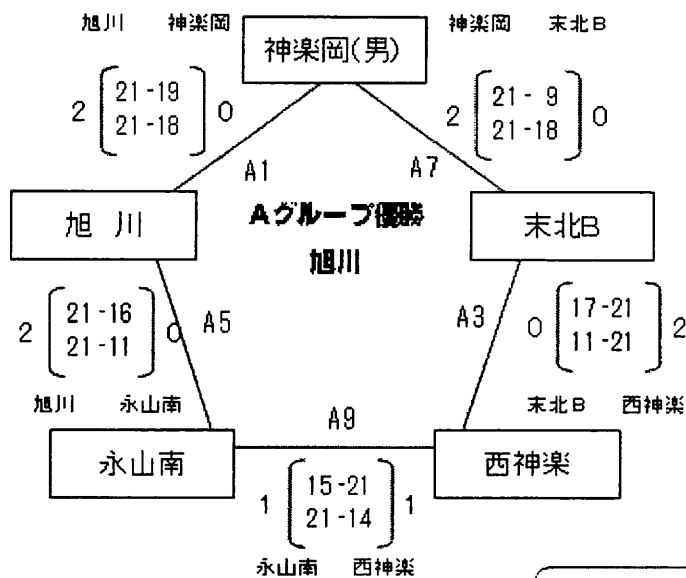 旭川 神楽岡
神楽岡(男)
神楽岡 末北B
2 21-19 0
21-18
2 21- 9 0
21-18
A1
A7
旭 川
Aグループ優勝
旭川
末北B
2 21-16 0
21-11
A5
A3
0 17-21 2
11-21
旭川 永山南
末北B 西神楽
A9
永山南
西神楽
1 15-21 1
21-14
永山南 西神楽